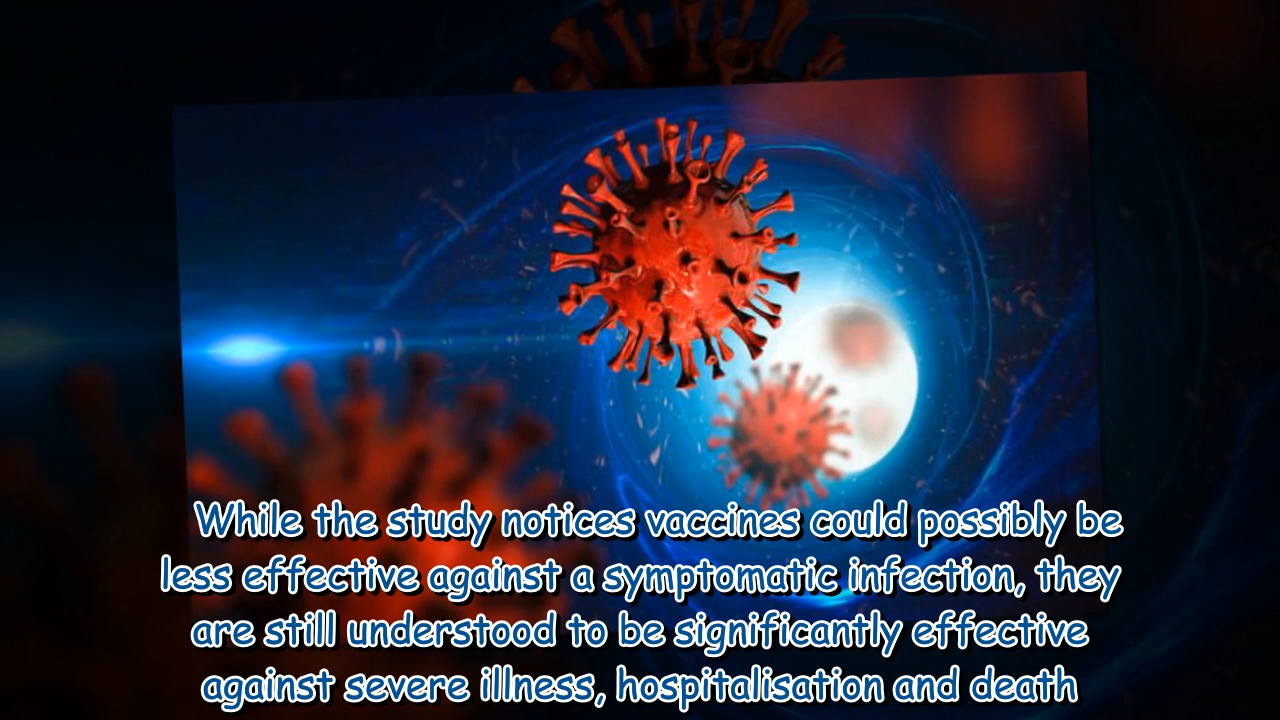 While the study notices vaccines could possibly be
less effective against a symptomatic infection, they
are still understood to be significantly effective
against severe illness, hospitalisation and death